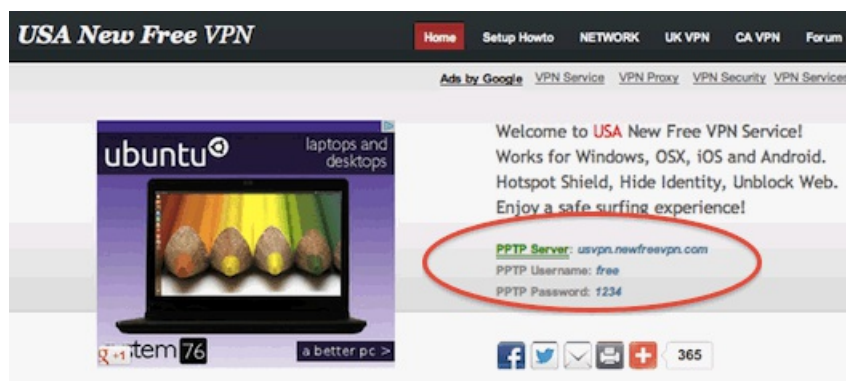 USA New Free VPN
Home Setup Howto NETWORK UK VPN CA VPN Forum
Ads by Google VPN Service VPN Proxy VPN Security VPN Services
ubuntu
laptops and
desktops
system76
a better pc >
g +1
Welcome to USA New Free VPN Service!
Works for Windows, OSX, iOS and Android.
Hotspot Shield, Hide Identity, Unblock Web.
Enjoy a safe surfing experience!
PPTP Server: usvpn.newfreevpn.com
PPTP Username: free
PPTP Password: 1234
365